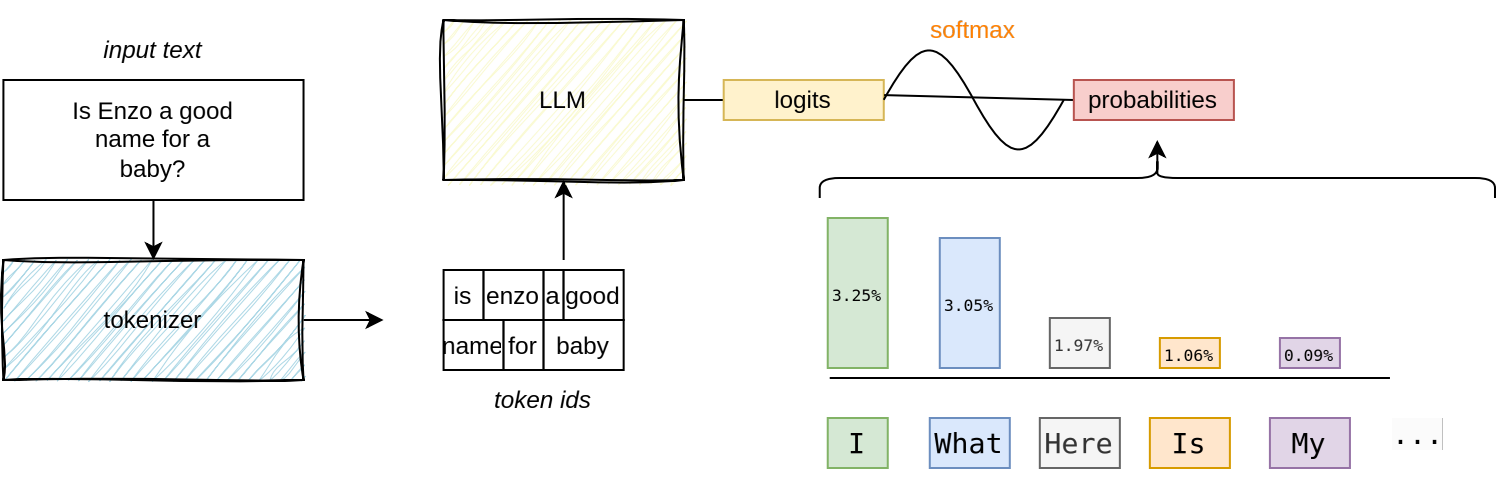 input text
Is Enzo a good
name for a
baby?
tokenizer
LLM
is enzo a good
name for baby
token ids
softmax
logits
probabilities
3.25% 3.05% 1.97% 1.06% 0.09%
I What Here Is My ...